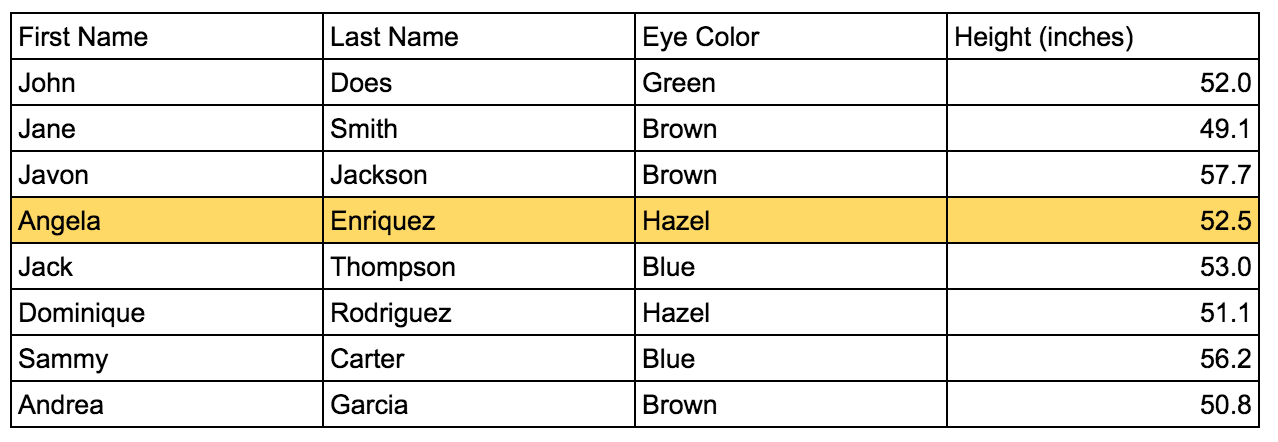 First Name Last Name Eye Color Height (inches)
John Does Green 52.0
Jane Smith Brown 49.1
Javon Jackson Brown 57.7
Angela Enriquez Hazel 52.5
Jack Thompson Blue 53.0
Dominique Rodriguez Hazel 51.1
Sammy Carter Blue 56.2
Andrea Garcia Brown 50.8